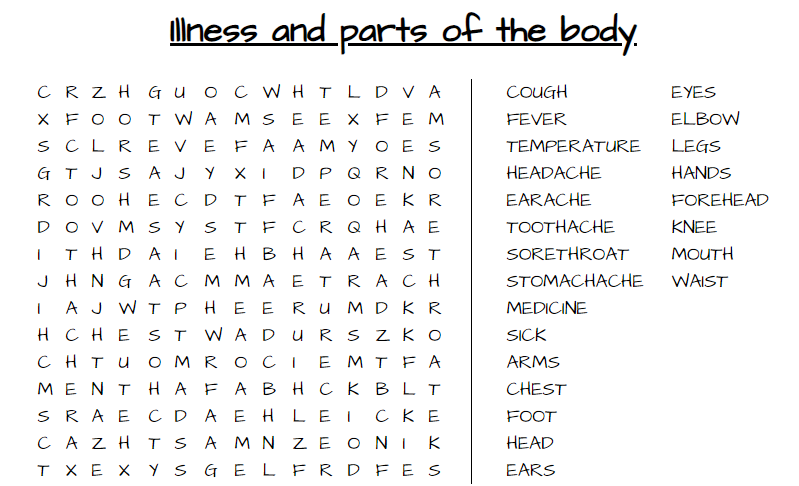 Illness and parts of the body
C R Z H G U O C W H T L D V A
X F O O T W A M S E E X F E M
S C L R E V E F A A M Y O E S
G T J S A J Y X I D P Q R N O
R O O H E C D T F A E O E K R
D O V M S Y S T F C R Q H A E
I T H D A I E H B H A A E S T
J H N G A C M M A E T R A C H
I A J W T P H E E R U M D K R
H C H E S T W A D U R S Z K O
C H T U O M R O C I E M T F A
M E N T H A F A B H C K B L T
S R A E C D A E H L E I C K E
C A Z H T S A M N Z E O N I K
T X E X Y S G E L F R D F E S
COUGH
FEVER
TEMPERATURE
HEADACHE
EARACHE
TOOTHACHE
SORETHROAT
STOMACHACHE
MEDICINE
SICK
ARMS
CHEST
FOOT
HEAD
EARS
EYES
ELBOW
LEGS
HANDS
FOREHEAD
KNEE
MOUTH
WAIST